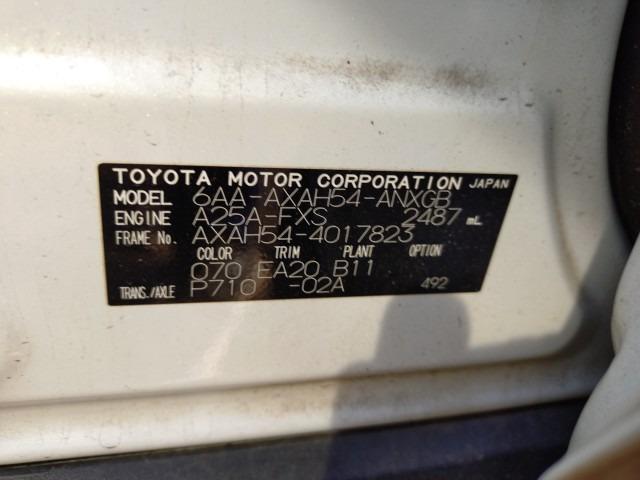 TOYOTA MOTOR CORPORATION JAPAN
MODEL 6AA-AXAH54-ANXGB
ENGINE A25A-FXS 2487 mL
FRAME No. AXAH54-4017823
COLOR TRIM PLANT OPTION
070 EA20 B11
TRANS./AXLE P710 -02A 492